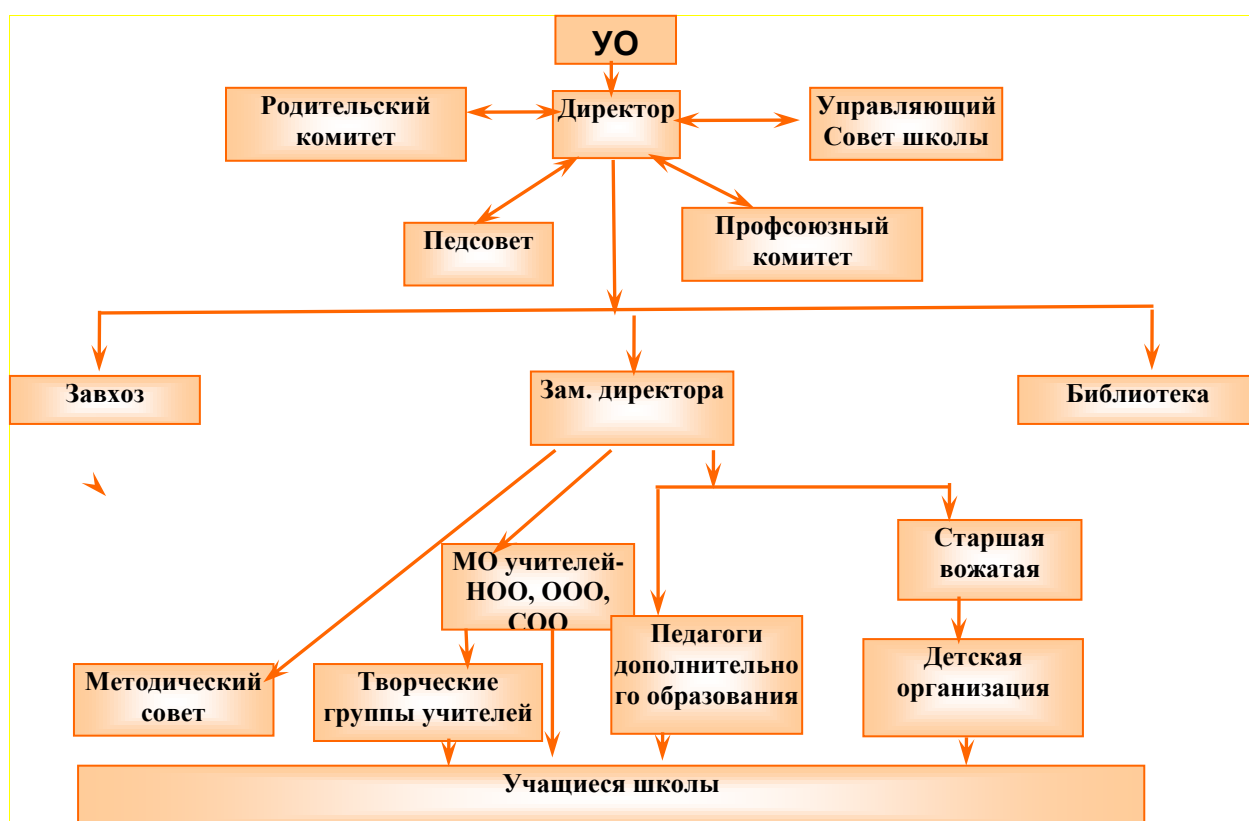 УО
Родительский
комитет
Директор
Управляющий
Совет школы
Педсовет
Профсоюзный
комитет
Завхоз
Зам. директора
Библиотека
МО учителей-
НОО, ООО,
СОО
Старшая
вожатая
Методический
совет
Творческие
группы учителей
Педагоги
дополнительно
го образования
Детская
организация
Учащиеся школы